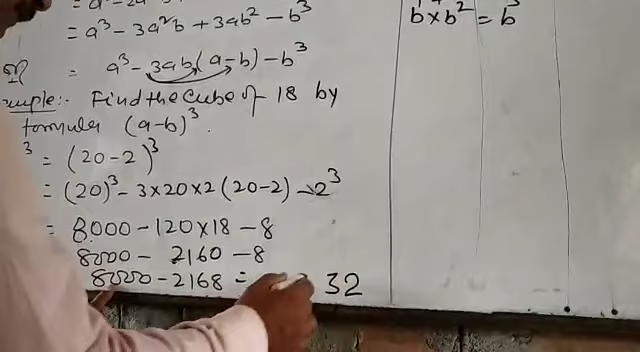 = a³ - 3a²b + 3ab² - b³
b × b² = b³
= a³ - 3ab(a-b) - b³
Find the Cube of 18 by
formula (a-b)³.
³ = (20-2)³
= (20)³ - 3×20×2(20-2) - 2³
= 8000 - 120×18 - 8
8000 - 2160 - 8
8000 - 2168 = 32